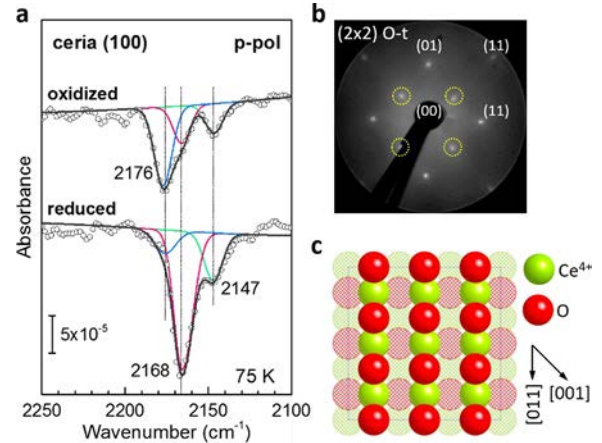 a
ceria (100)
p-pol
oxidized
2176
reduced
2147
5x10⁻⁵
2168
75 K
2250
2200
2150
2100
Absorbance
Wavenumber (cm⁻¹)
b
(2x2) O-t
(01)
(11)
(00)
(11)
c
Ce⁴⁺
O
[011]
[001]